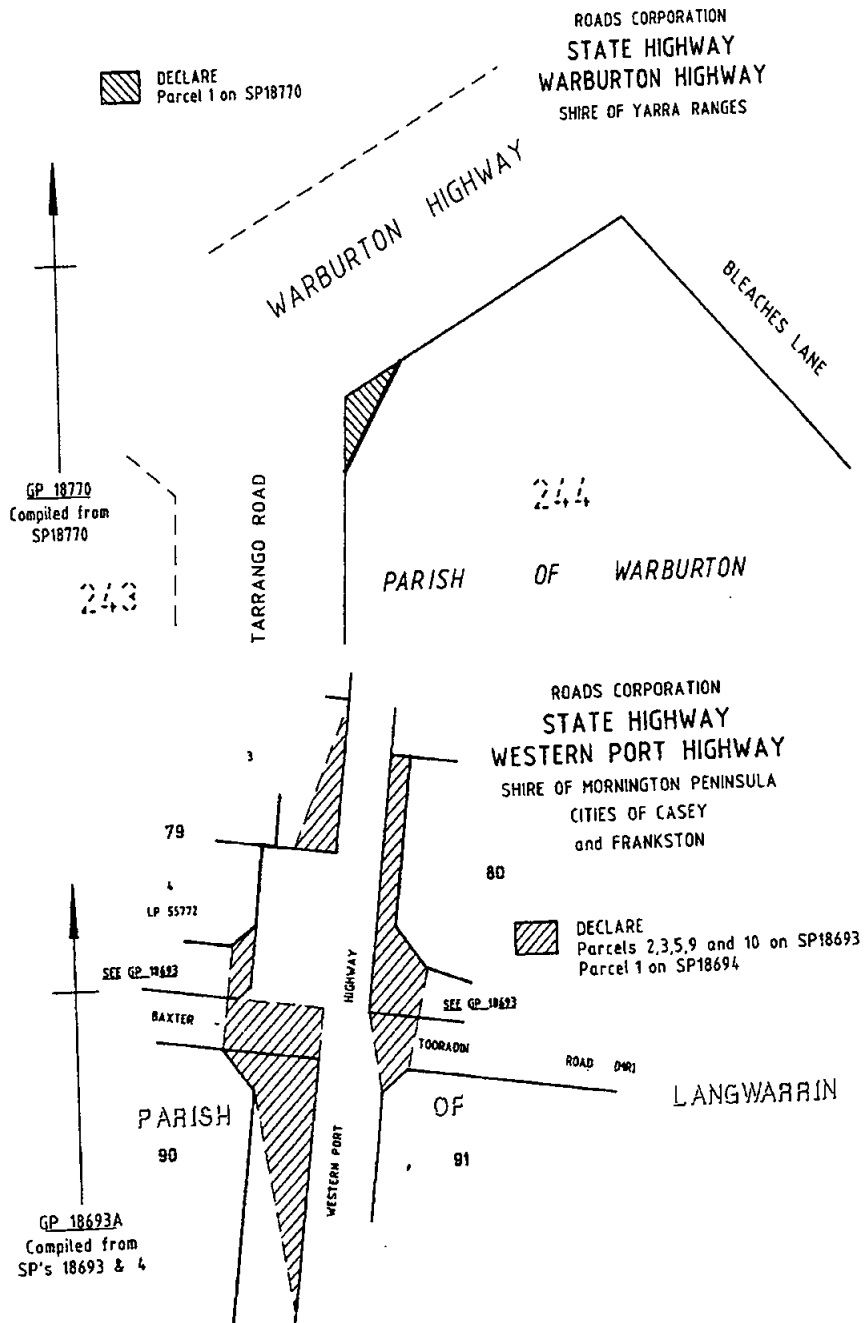 ROADS CORPORATION
STATE HIGHWAY
WARBURTON HIGHWAY
SHIRE OF YARRA RANGES
DECLARE
Parcel 1 on SP18770
WARBURTON HIGHWAY
BLEACHES LANE
GP 18770
Compiled from
SP18770
TARRANGO ROAD
243
244
PARISH OF WARBURTON
ROADS CORPORATION
STATE HIGHWAY
WESTERN PORT HIGHWAY
SHIRE OF MORNINGTON PENINSULA
CITIES OF CASEY
and FRANKSTON
3
79
80
4
LP 55772
DECLARE
Parcels 2,3,5,9 and 10 on SP18693
Parcel 1 on SP18694
SEE GP 18693
SEE GP 18693
HIGHWAY
BAXTER
TOORADDI
ROAD
PARISH OF LANGWARRIN
90
91
WESTERN PORT
GP 18693A
Compiled from
SP's 18693 & 4